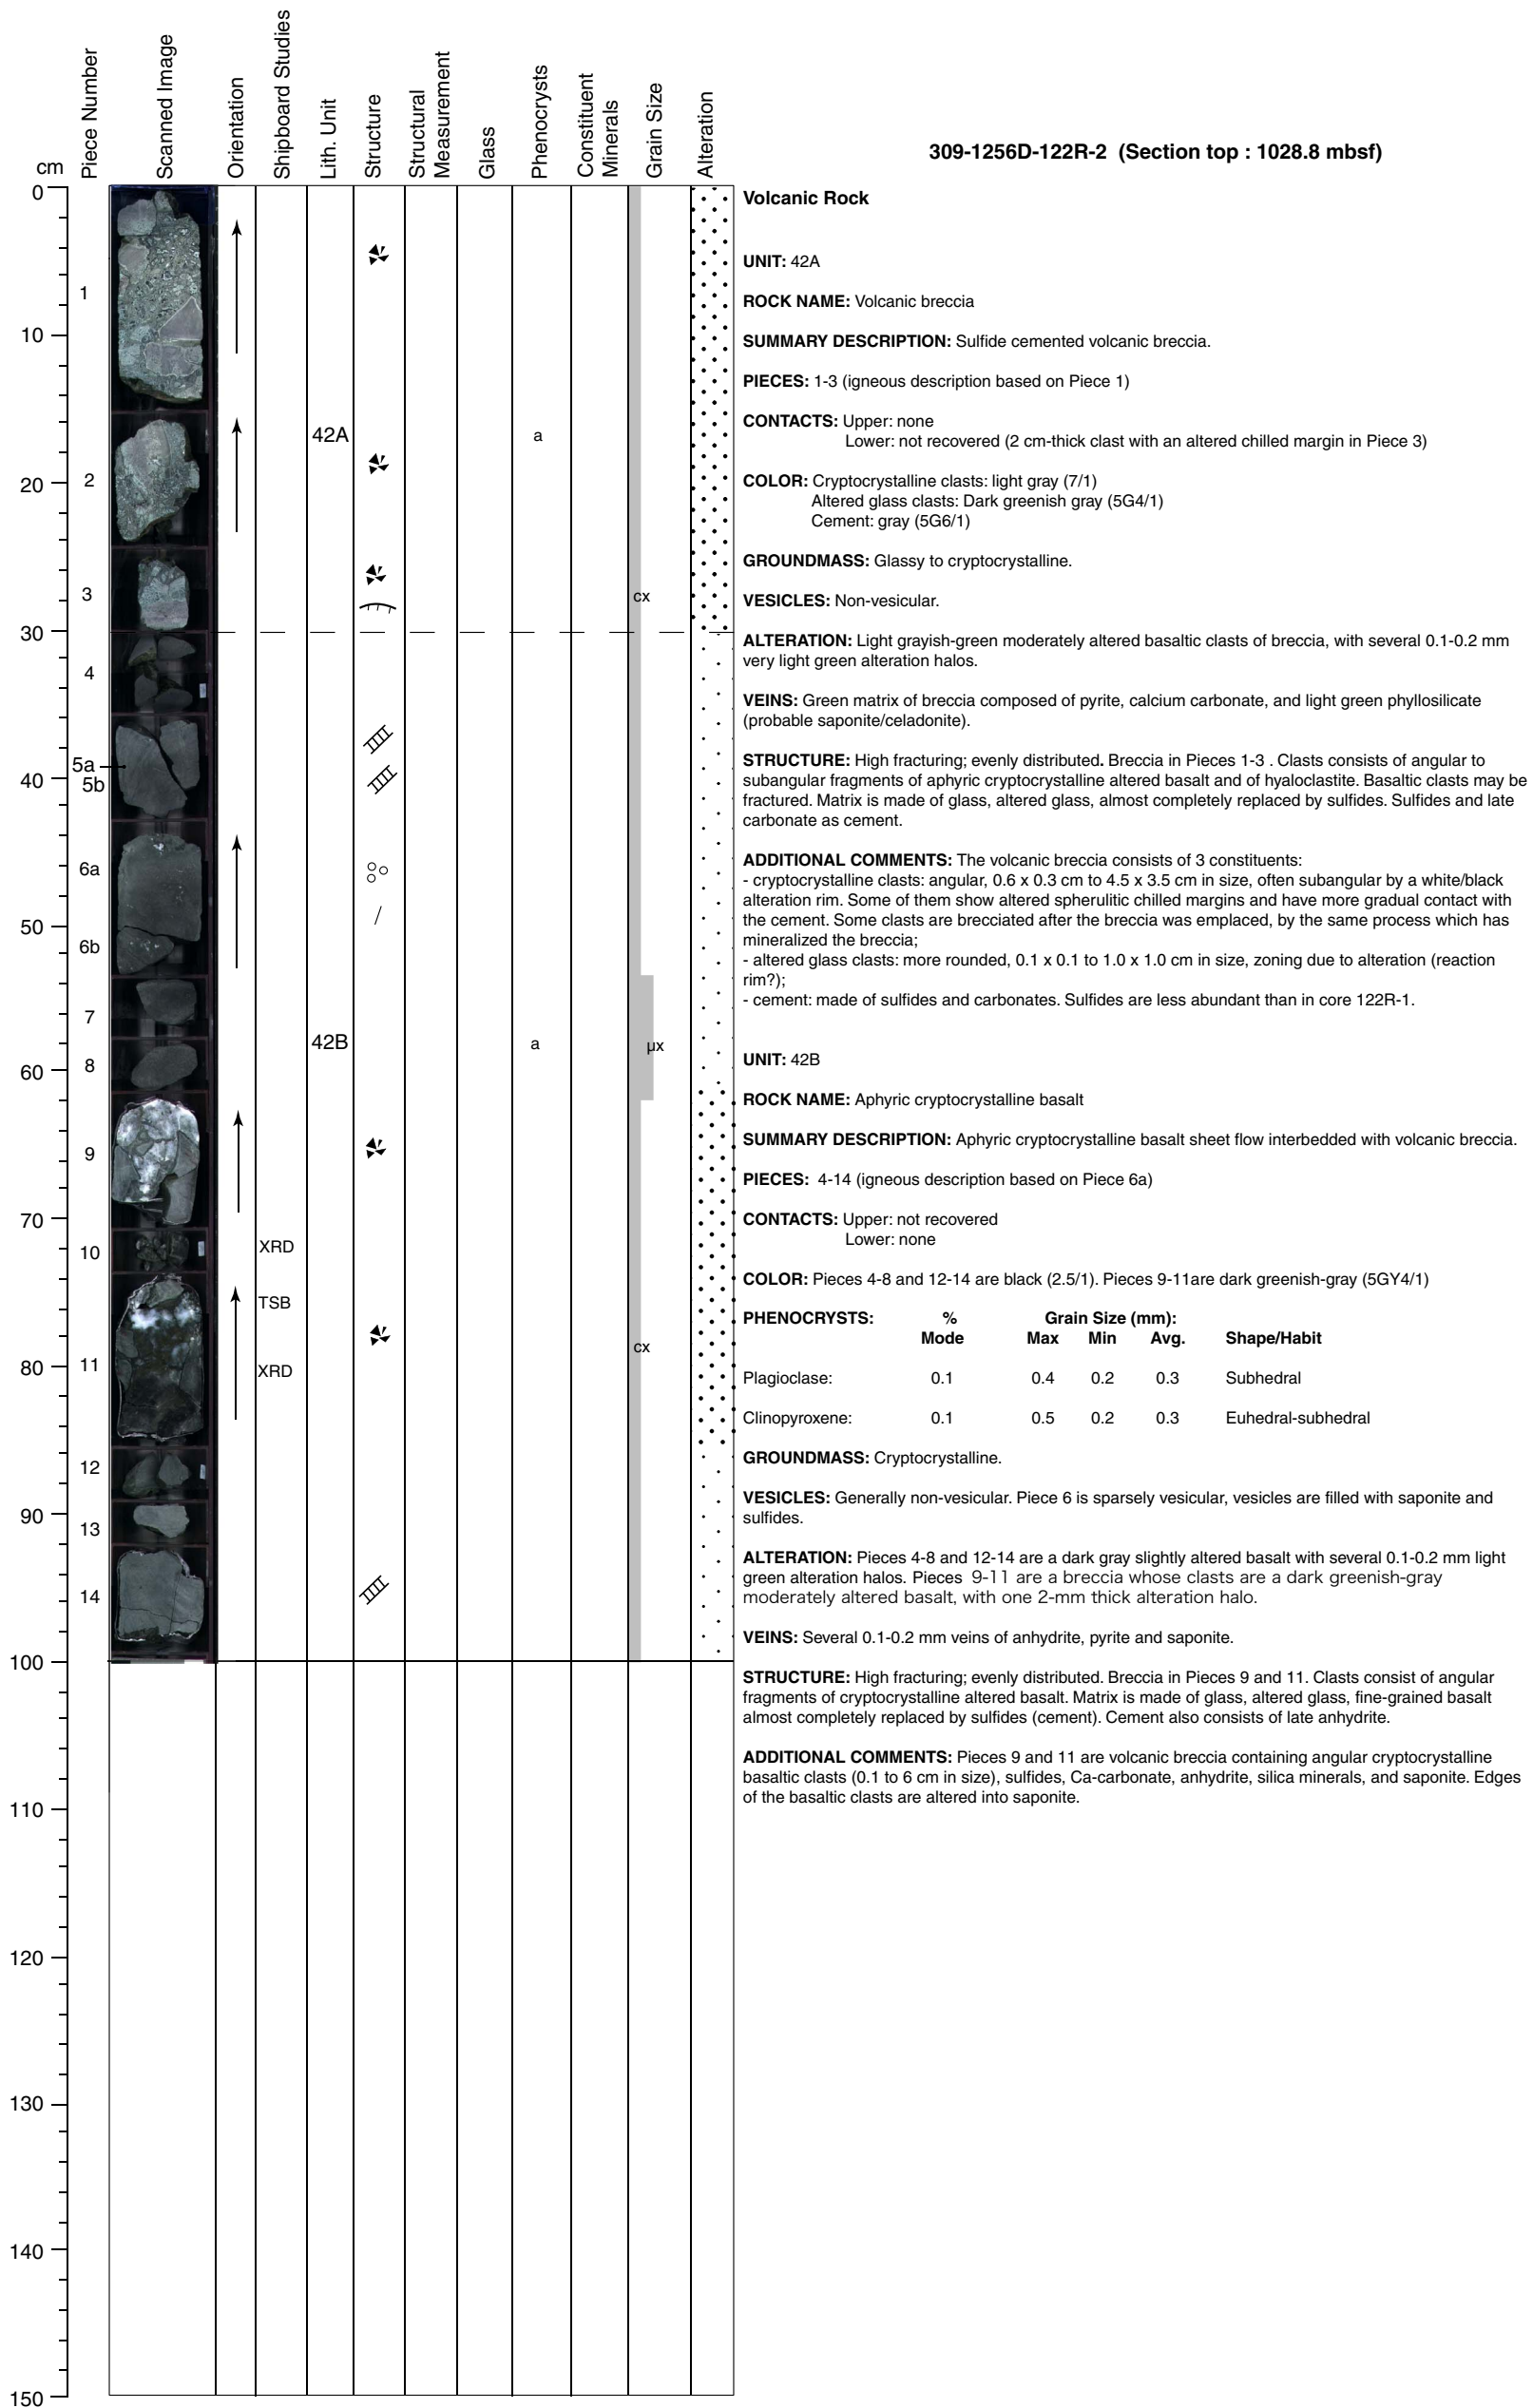 cm
Piece Number
Scanned Image
Orientation
Shipboard Studies
Lith. Unit
Structure
Structural
Measurement
Glass
Phenocrysts
Constituent
Minerals
Grain Size
Alteration
0
10
20
30
40
50
60
70
80
90
100
110
120
130
140
150
1
2
3
4
5a
5b
6a
6b
7
8
9
10
11
12
13
14
XRD
TSB
XRD
42A
42B
a
a
cx
µx
cx
309-1256D-122R-2 (Section top : 1028.8 mbsf)
Volcanic Rock
UNIT: 42A
ROCK NAME: Volcanic breccia
SUMMARY DESCRIPTION: Sulfide cemented volcanic breccia.
PIECES: 1-3 (igneous description based on Piece 1)
CONTACTS: Upper: none
Lower: not recovered (2 cm-thick clast with an altered chilled margin in Piece 3)
COLOR: Cryptocrystalline clasts: light gray (7/1)
Altered glass clasts: Dark greenish gray (5G4/1)
Cement: gray (5G6/1)
GROUNDMASS: Glassy to cryptocrystalline.
VESICLES: Non-vesicular.
ALTERATION: Light grayish-green moderately altered basaltic clasts of breccia, with several 0.1-0.2 mm
very light green alteration halos.
VEINS: Green matrix of breccia composed of pyrite, calcium carbonate, and light green phyllosilicate
(probable saponite/celadonite).
STRUCTURE: High fracturing; evenly distributed. Breccia in Pieces 1-3 . Clasts consists of angular to
subangular fragments of aphyric cryptocrystalline altered basalt and of hyaloclastite. Basaltic clasts may be
fractured. Matrix is made of glass, altered glass, almost completely replaced by sulfides. Sulfides and late
carbonate as cement.
ADDITIONAL COMMENTS: The volcanic breccia consists of 3 constituents:
- cryptocrystalline clasts: angular, 0.6 x 0.3 cm to 4.5 x 3.5 cm in size, often subangular by a white/black
alteration rim. Some of them show altered spherulitic chilled margins and have more gradual contact with
the cement. Some clasts are brecciated after the breccia was emplaced, by the same process which has
mineralized the breccia;
- altered glass clasts: more rounded, 0.1 x 0.1 to 1.0 x 1.0 cm in size, zoning due to alteration (reaction
rim?);
- cement: made of sulfides and carbonates. Sulfides are less abundant than in core 122R-1.
UNIT: 42B
ROCK NAME: Aphyric cryptocrystalline basalt
SUMMARY DESCRIPTION: Aphyric cryptocrystalline basalt sheet flow interbedded with volcanic breccia.
PIECES: 4-14 (igneous description based on Piece 6a)
CONTACTS: Upper: not recovered
Lower: none
COLOR: Pieces 4-8 and 12-14 are black (2.5/1). Pieces 9-11are dark greenish-gray (5GY4/1)
PHENOCRYSTS: % Grain Size (mm):
Mode Max Min Avg. Shape/Habit
Plagioclase: 0.1 0.4 0.2 0.3 Subhedral
Clinopyroxene: 0.1 0.5 0.2 0.3 Euhedral-subhedral
GROUNDMASS: Cryptocrystalline.
VESICLES: Generally non-vesicular. Piece 6 is sparsely vesicular, vesicles are filled with saponite and
sulfides.
ALTERATION: Pieces 4-8 and 12-14 are a dark gray slightly altered basalt with several 0.1-0.2 mm light
green alteration halos. Pieces 9-11 are a breccia whose clasts are a dark greenish-gray
moderately altered basalt, with one 2-mm thick alteration halo.
VEINS: Several 0.1-0.2 mm veins of anhydrite, pyrite and saponite.
STRUCTURE: High fracturing; evenly distributed. Breccia in Pieces 9 and 11. Clasts consist of angular
fragments of cryptocrystalline altered basalt. Matrix is made of glass, altered glass, fine-grained basalt
almost completely replaced by sulfides (cement). Cement also consists of late anhydrite.
ADDITIONAL COMMENTS: Pieces 9 and 11 are volcanic breccia containing angular cryptocrystalline
basaltic clasts (0.1 to 6 cm in size), sulfides, Ca-carbonate, anhydrite, silica minerals, and saponite. Edges
of the basaltic clasts are altered into saponite.